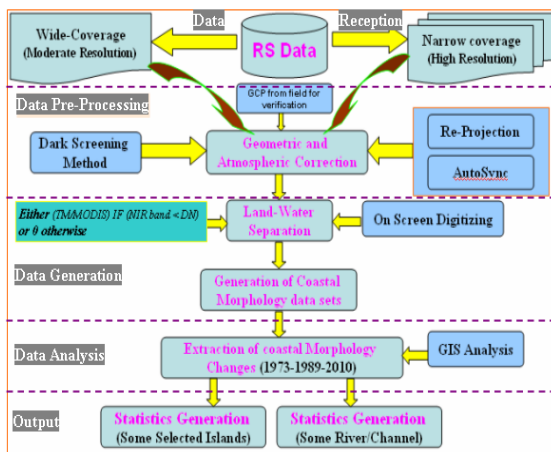 Data
Reception
Wide-Coverage
(Moderate Resolution)
RS Data
Narrow coverage
(High Resolution)
Data Pre-Processing
GCP from field for
verification
Dark Screening
Method
Geometric and
Atmospheric Correction
Re-Projection
AutoSync
Either (TM/MODIS) IF (NIR band < DN)
or 0 otherwise
Land-Water
Separation
On Screen Digitizing
Data Generation
Generation of Coastal
Morphology data sets
Data Analysis
Extraction of coastal Morphology
Changes (1973-1989-2010)
GIS Analysis
Output
Statistics Generation
(Some Selected Islands)
Statistics Generation
(Some River/Channel)